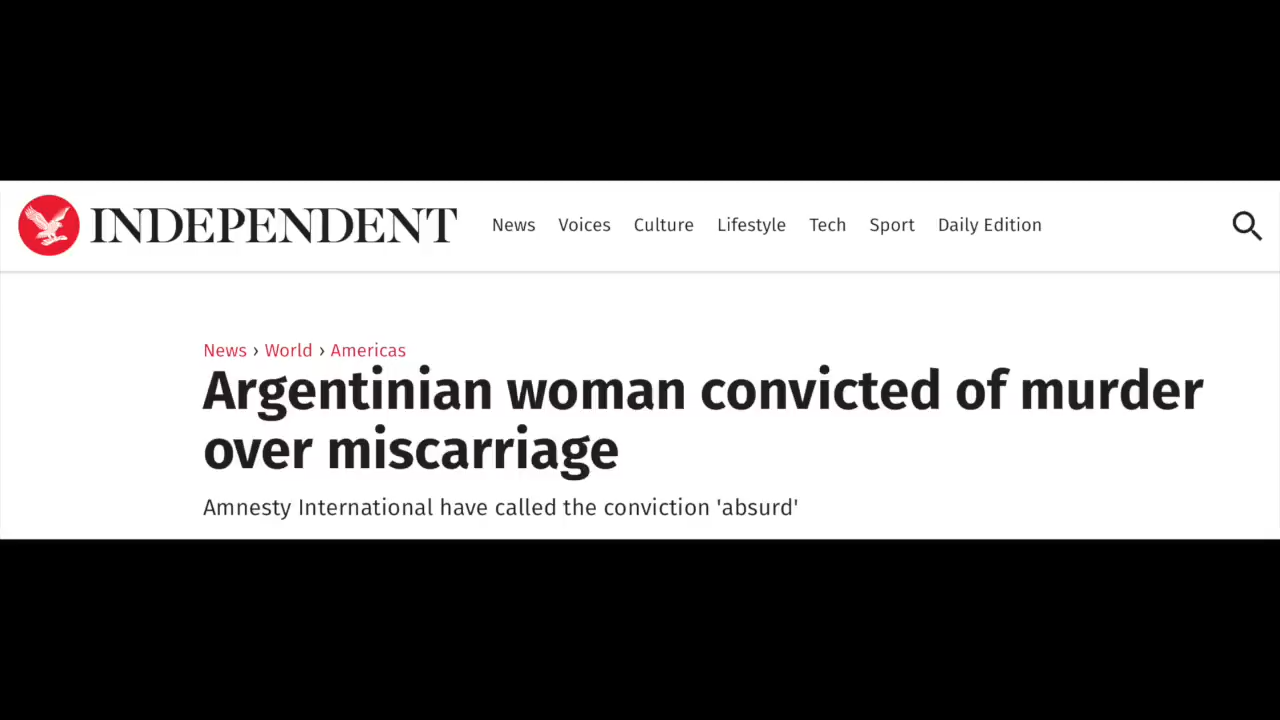 INDEPENDENT News Voices Culture Lifestyle Tech Sport Daily Edition
News › World › Americas
Argentinian woman convicted of murder
over miscarriage
Amnesty International have called the conviction 'absurd'